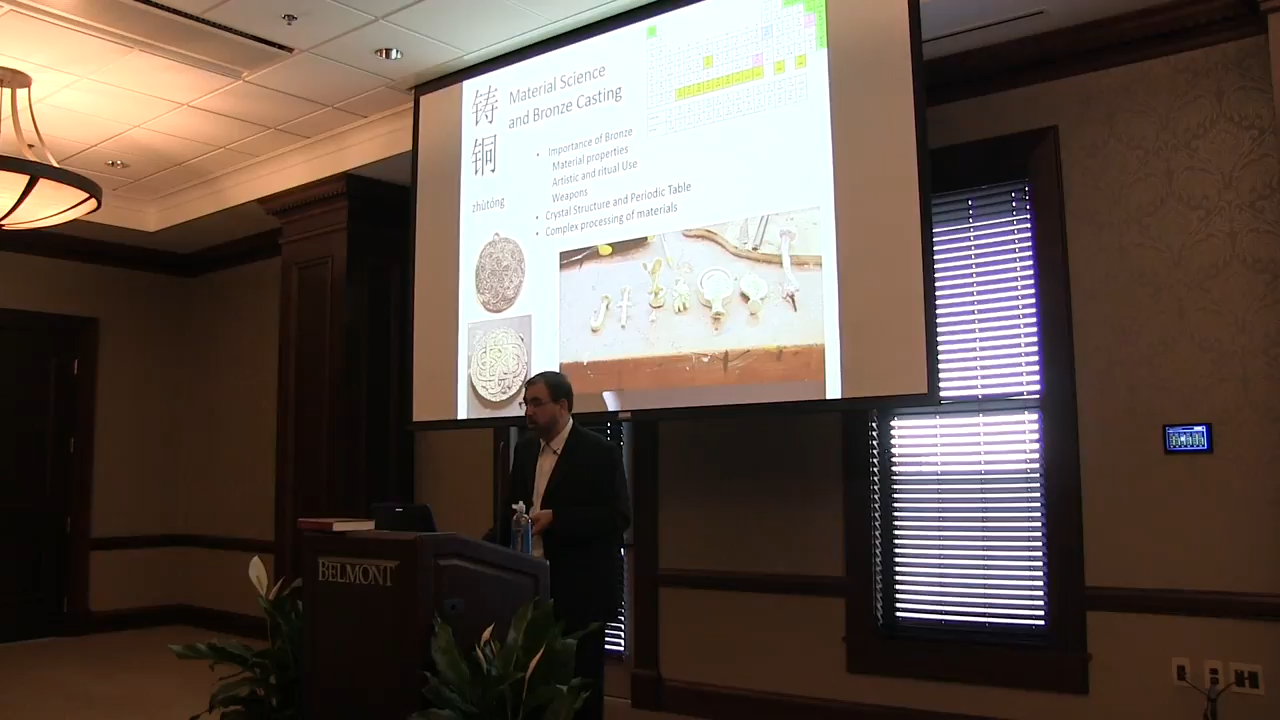 铸
铜
zhùtóng
Material Science
and Bronze Casting
• Importance of Bronze
Material properties
Artistic and ritual Use
Weapons
• Crystal Structure and Periodic Table
• Complex processing of materials
BELMONT